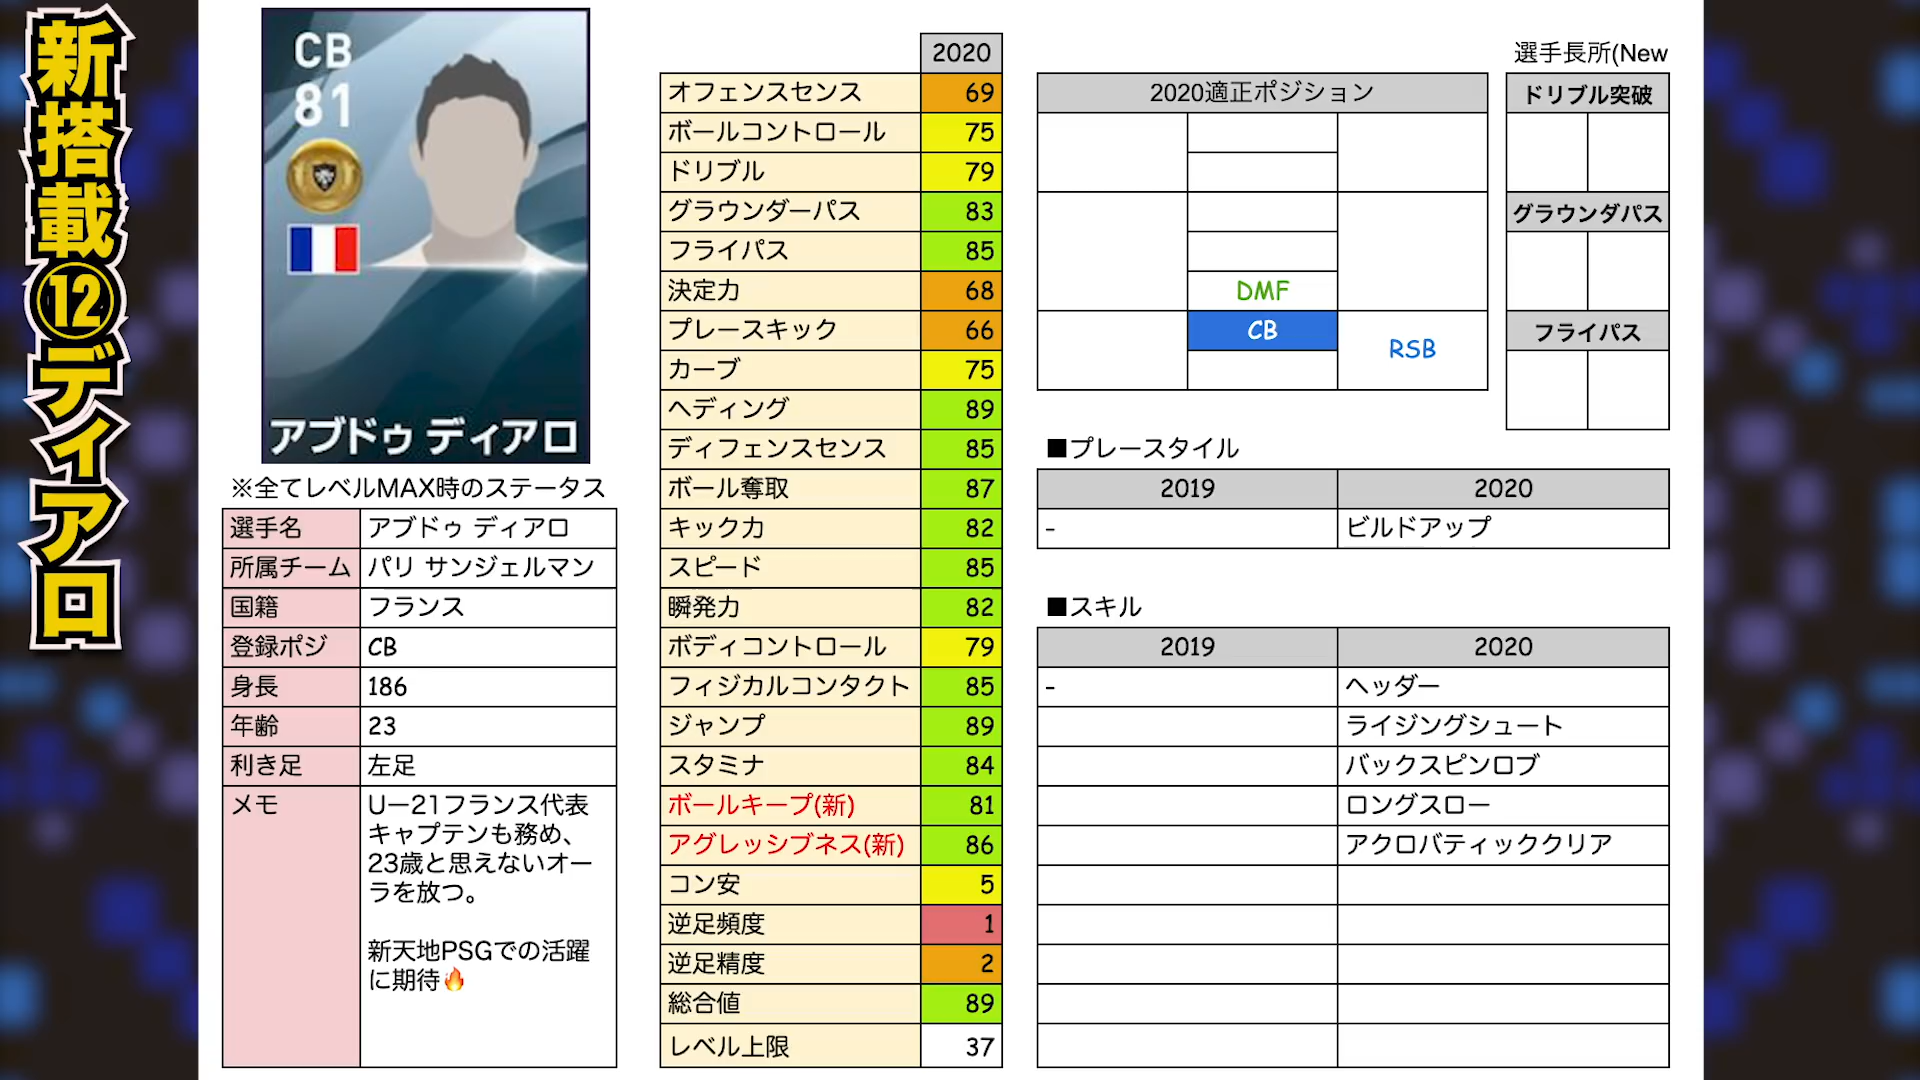 新搭載⑫ディアロ
CB
81
アブドゥ ディアロ
※全てレベルMAX時のステータス
選手名 アブドゥ ディアロ
所属チーム パリ サンジェルマン
国籍 フランス
登録ポジ CB
身長 186
年齢 23
利き足 左足
メモ U−21フランス代表
キャプテンも務め、
23歳と思えないオー
ラを放つ。
新天地PSGでの活躍
に期待🔥
2020
オフェンスセンス 69
ボールコントロール 75
ドリブル 79
グラウンダーパス 83
フライパス 85
決定力 68
プレースキック 66
カーブ 75
ヘディング 89
ディフェンスセンス 85
ボール奪取 87
キック力 82
スピード 85
瞬発力 82
ボディコントロール 79
フィジカルコンタクト 85
ジャンプ 89
スタミナ 84
ボールキープ(新) 81
アグレッシブネス(新) 86
コン安 5
逆足頻度 1
逆足精度 2
総合値 89
レベル上限 37
2020適正ポジション
DMF
CB
RSB
選手長所(New
ドリブル突破
グラウンダパス
フライパス
■プレースタイル
2019 2020
- ビルドアップ
■スキル
2019 2020
- ヘッダー
ライジングシュート
バックスピンロブ
ロングスロー
アクロバティッククリア